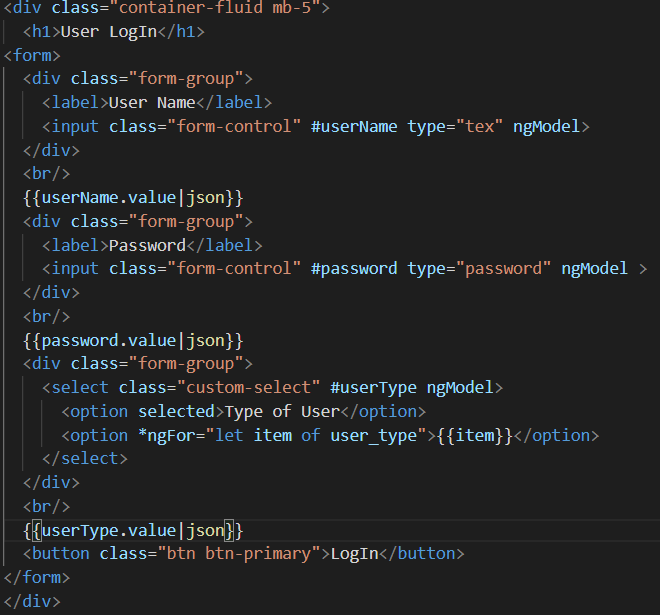 <div class="container-fluid mb-5">
<h1>User LogIn</h1>
<form>
<div class="form-group">
<label>User Name</label>
<input class="form-control" #userName type="tex" ngModel>
</div>
<br/>
{{userName.value|json}}
<div class="form-group">
<label>Password</label>
<input class="form-control" #password type="password" ngModel >
</div>
<br/>
{{password.value|json}}
<div class="form-group">
<select class="custom-select" #userType ngModel>
<option selected>Type of User</option>
<option *ngFor="let item of user_type">{{item}}</option>
</select>
</div>
<br/>
{{userType.value|json}}
<button class="btn btn-primary">LogIn</button>
</form>
</div>